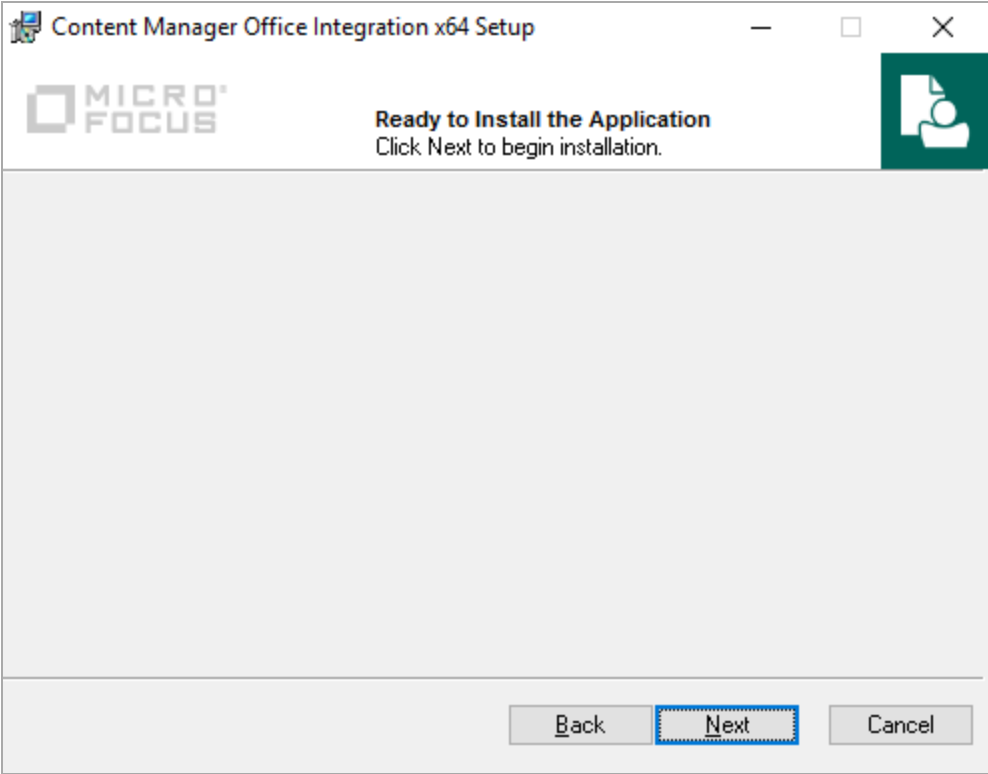 Content Manager Office Integration x64 Setup
MICRO
FOCUS
Ready to Install the Application
Click Next to begin installation.
Back
Next
Cancel